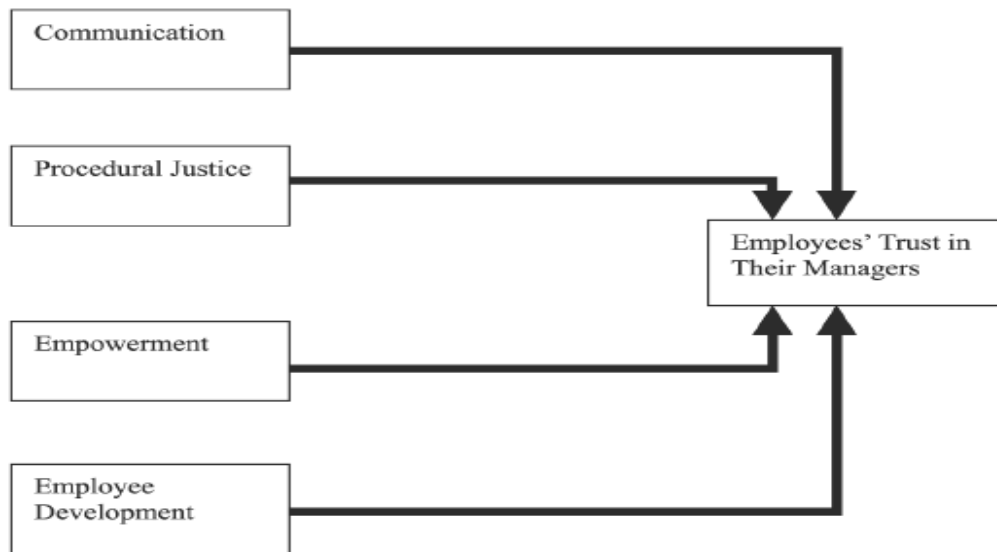 Communication
Procedural Justice
Employees’ Trust in
Their Managers
Empowerment
Employee
Development